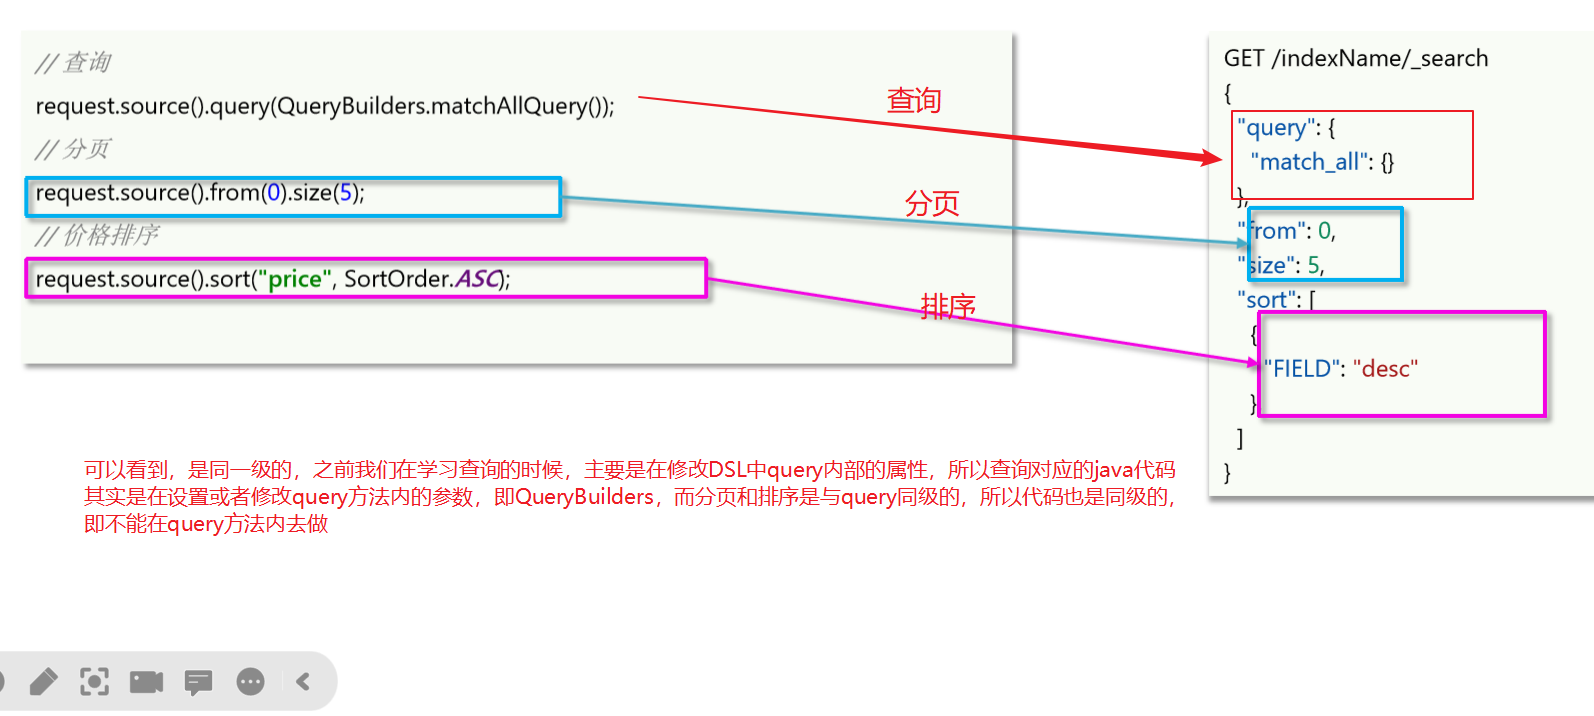 // 查询
request.source().query(QueryBuilders.matchAllQuery());
// 分页
request.source().from(0).size(5);
// 价格排序
request.source().sort("price", SortOrder.ASC);
查询
分页
排序
GET /indexName/_search
{
"query": {
"match_all": {}
},
"from": 0,
"size": 5,
"sort": [
{
"FIELD": "desc"
}
]
}
可以看到，是同一级的，之前我们在学习查询的时候，主要是在修改DSL中query内部的属性，所以查询对应的java代码
其实是在设置或者修改query方法内的参数，即QueryBuilders，而分页和排序是与query同级的，所以代码也是同级的，
即不能在query方法内去做